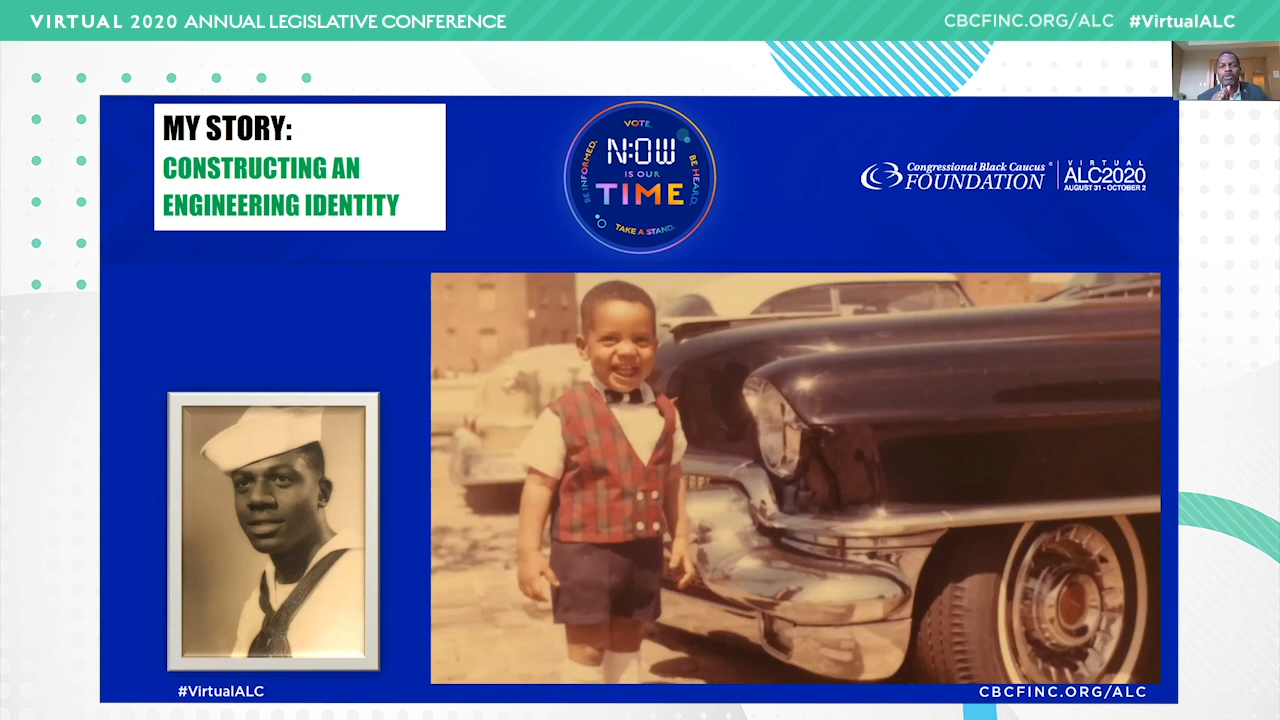 VIRTUAL 2020 ANNUAL LEGISLATIVE CONFERENCE
CBCFINC.ORG/ALC #VirtualALC
MY STORY:
CONSTRUCTING AN
ENGINEERING IDENTITY
VOTE.
BE INFORMED.
N:OW
IS OUR
TIME
BE HEARD.
TAKE A STAND.
Congressional Black Caucus
FOUNDATION
VIRTUAL
ALC2020
AUGUST 31 - OCTOBER 2
#VirtualALC
CBCFINC.ORG/ALC